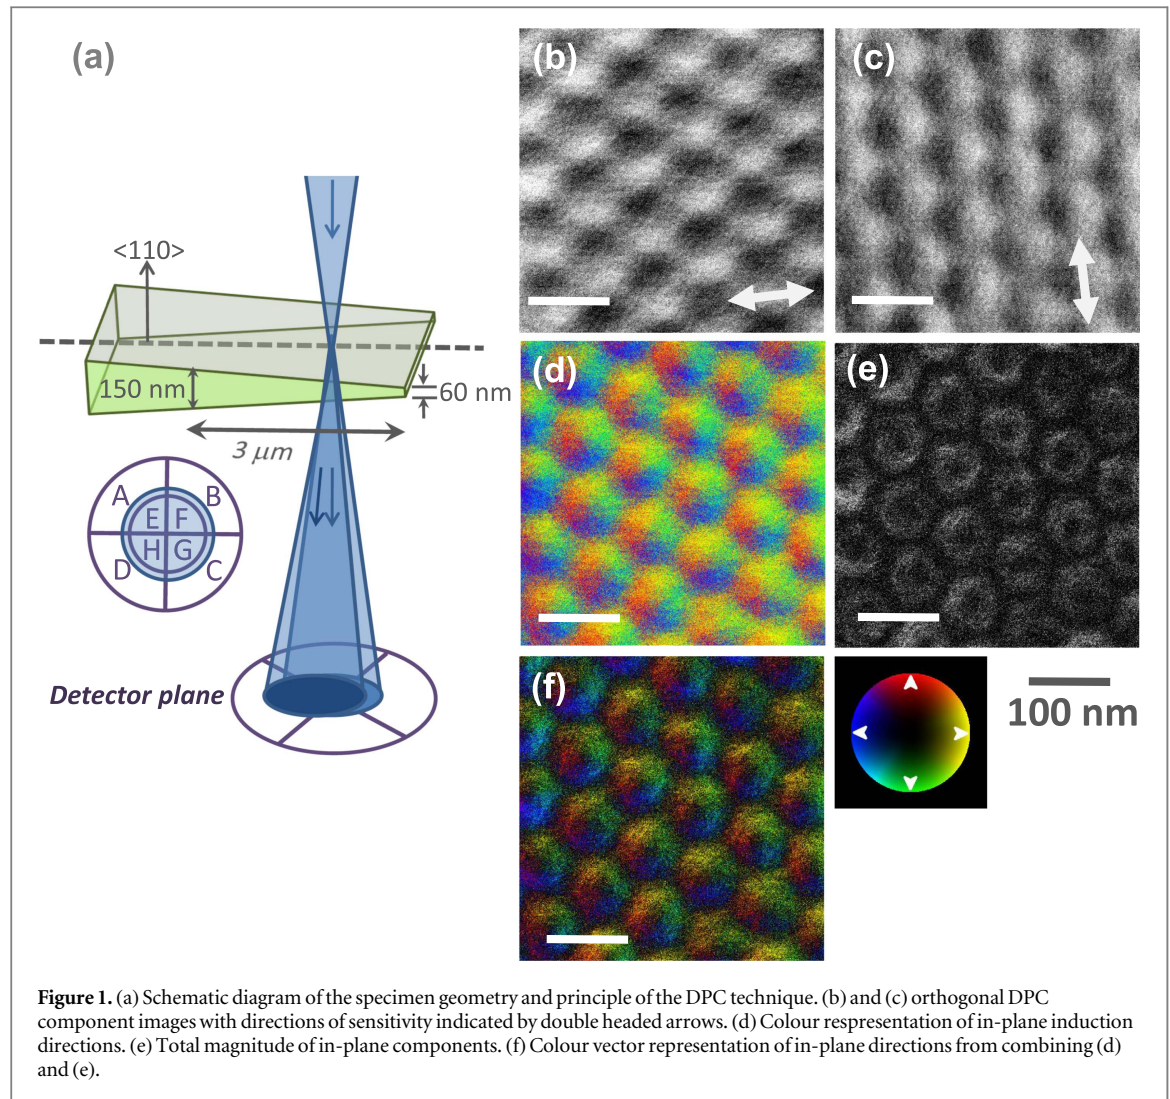 (a)
<110>
150 nm
60 nm
3 μm
A B
E F
H G
D C
Detector plane
(b)
(c)
(d)
(e)
(f)
100 nm
Figure 1. (a) Schematic diagram of the specimen geometry and principle of the DPC technique. (b) and (c) orthogonal DPC
component images with directions of sensitivity indicated by double headed arrows. (d) Colour respresentation of in-plane induction
directions. (e) Total magnitude of in-plane components. (f) Colour vector representation of in-plane directions from combining (d)
and (e).